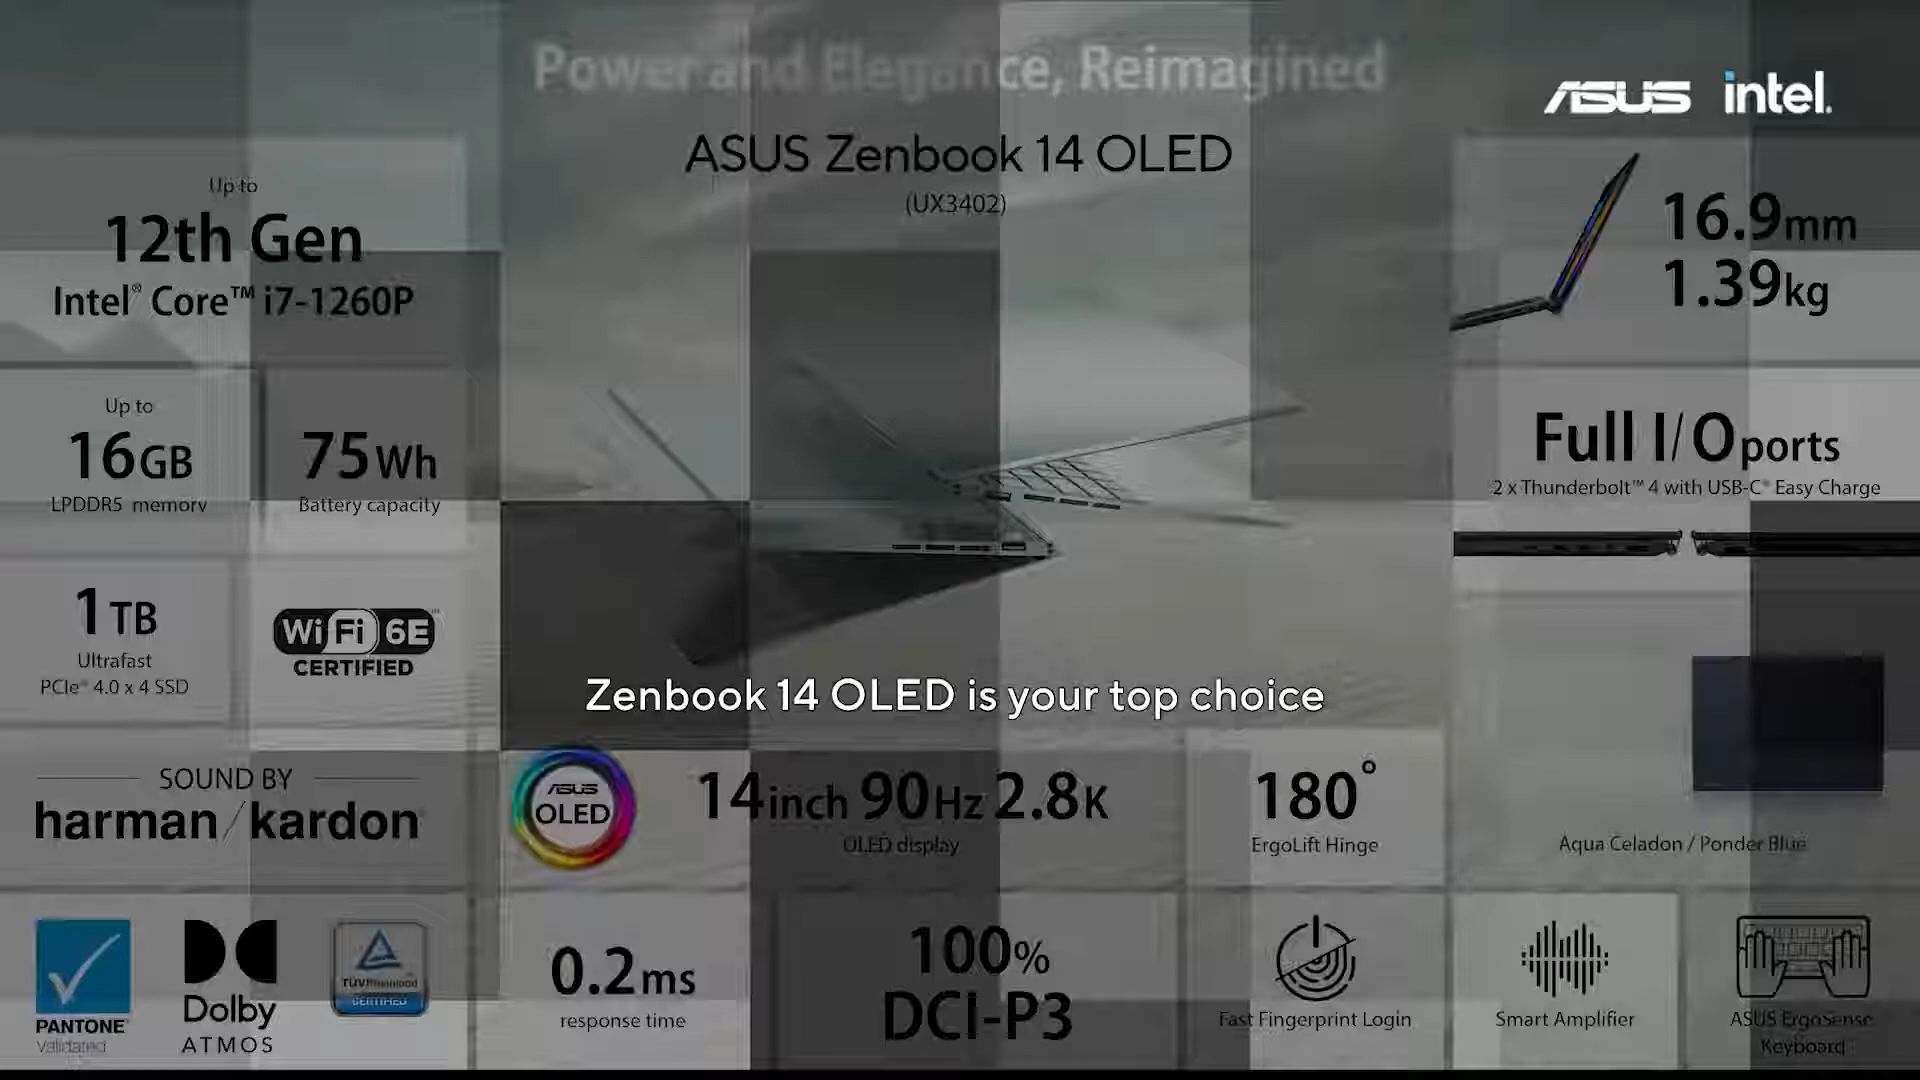 Power and Elegance, Reimagined
ASUS intel.
ASUS Zenbook 14 OLED
(UX3402)
Up to
12th Gen
Intel® Core™ i7-1260P
16.9mm
1.39kg
Up to
16GB
LPDDR5 memory
75Wh
Battery capacity
Full I/O ports
2 x Thunderbolt™ 4 with USB-C® Easy Charge
1TB
Ultrafast
PCIe® 4.0 x 4 SSD
Wi Fi 6E™
CERTIFIED
Zenbook 14 OLED is your top choice
SOUND BY
harman/kardon
ASUS
OLED
14inch 90Hz 2.8K
OLED display
180°
ErgoLift Hinge
Aqua Celadon / Ponder Blue
PANTONE®
Validated
Dolby
ATMOS
TÜVRheinland
CERTIFIED
0.2ms
response time
100%
DCI-P3
Fast Fingerprint Login
Smart Amplifier
ASUS ErgoSense
Keyboard